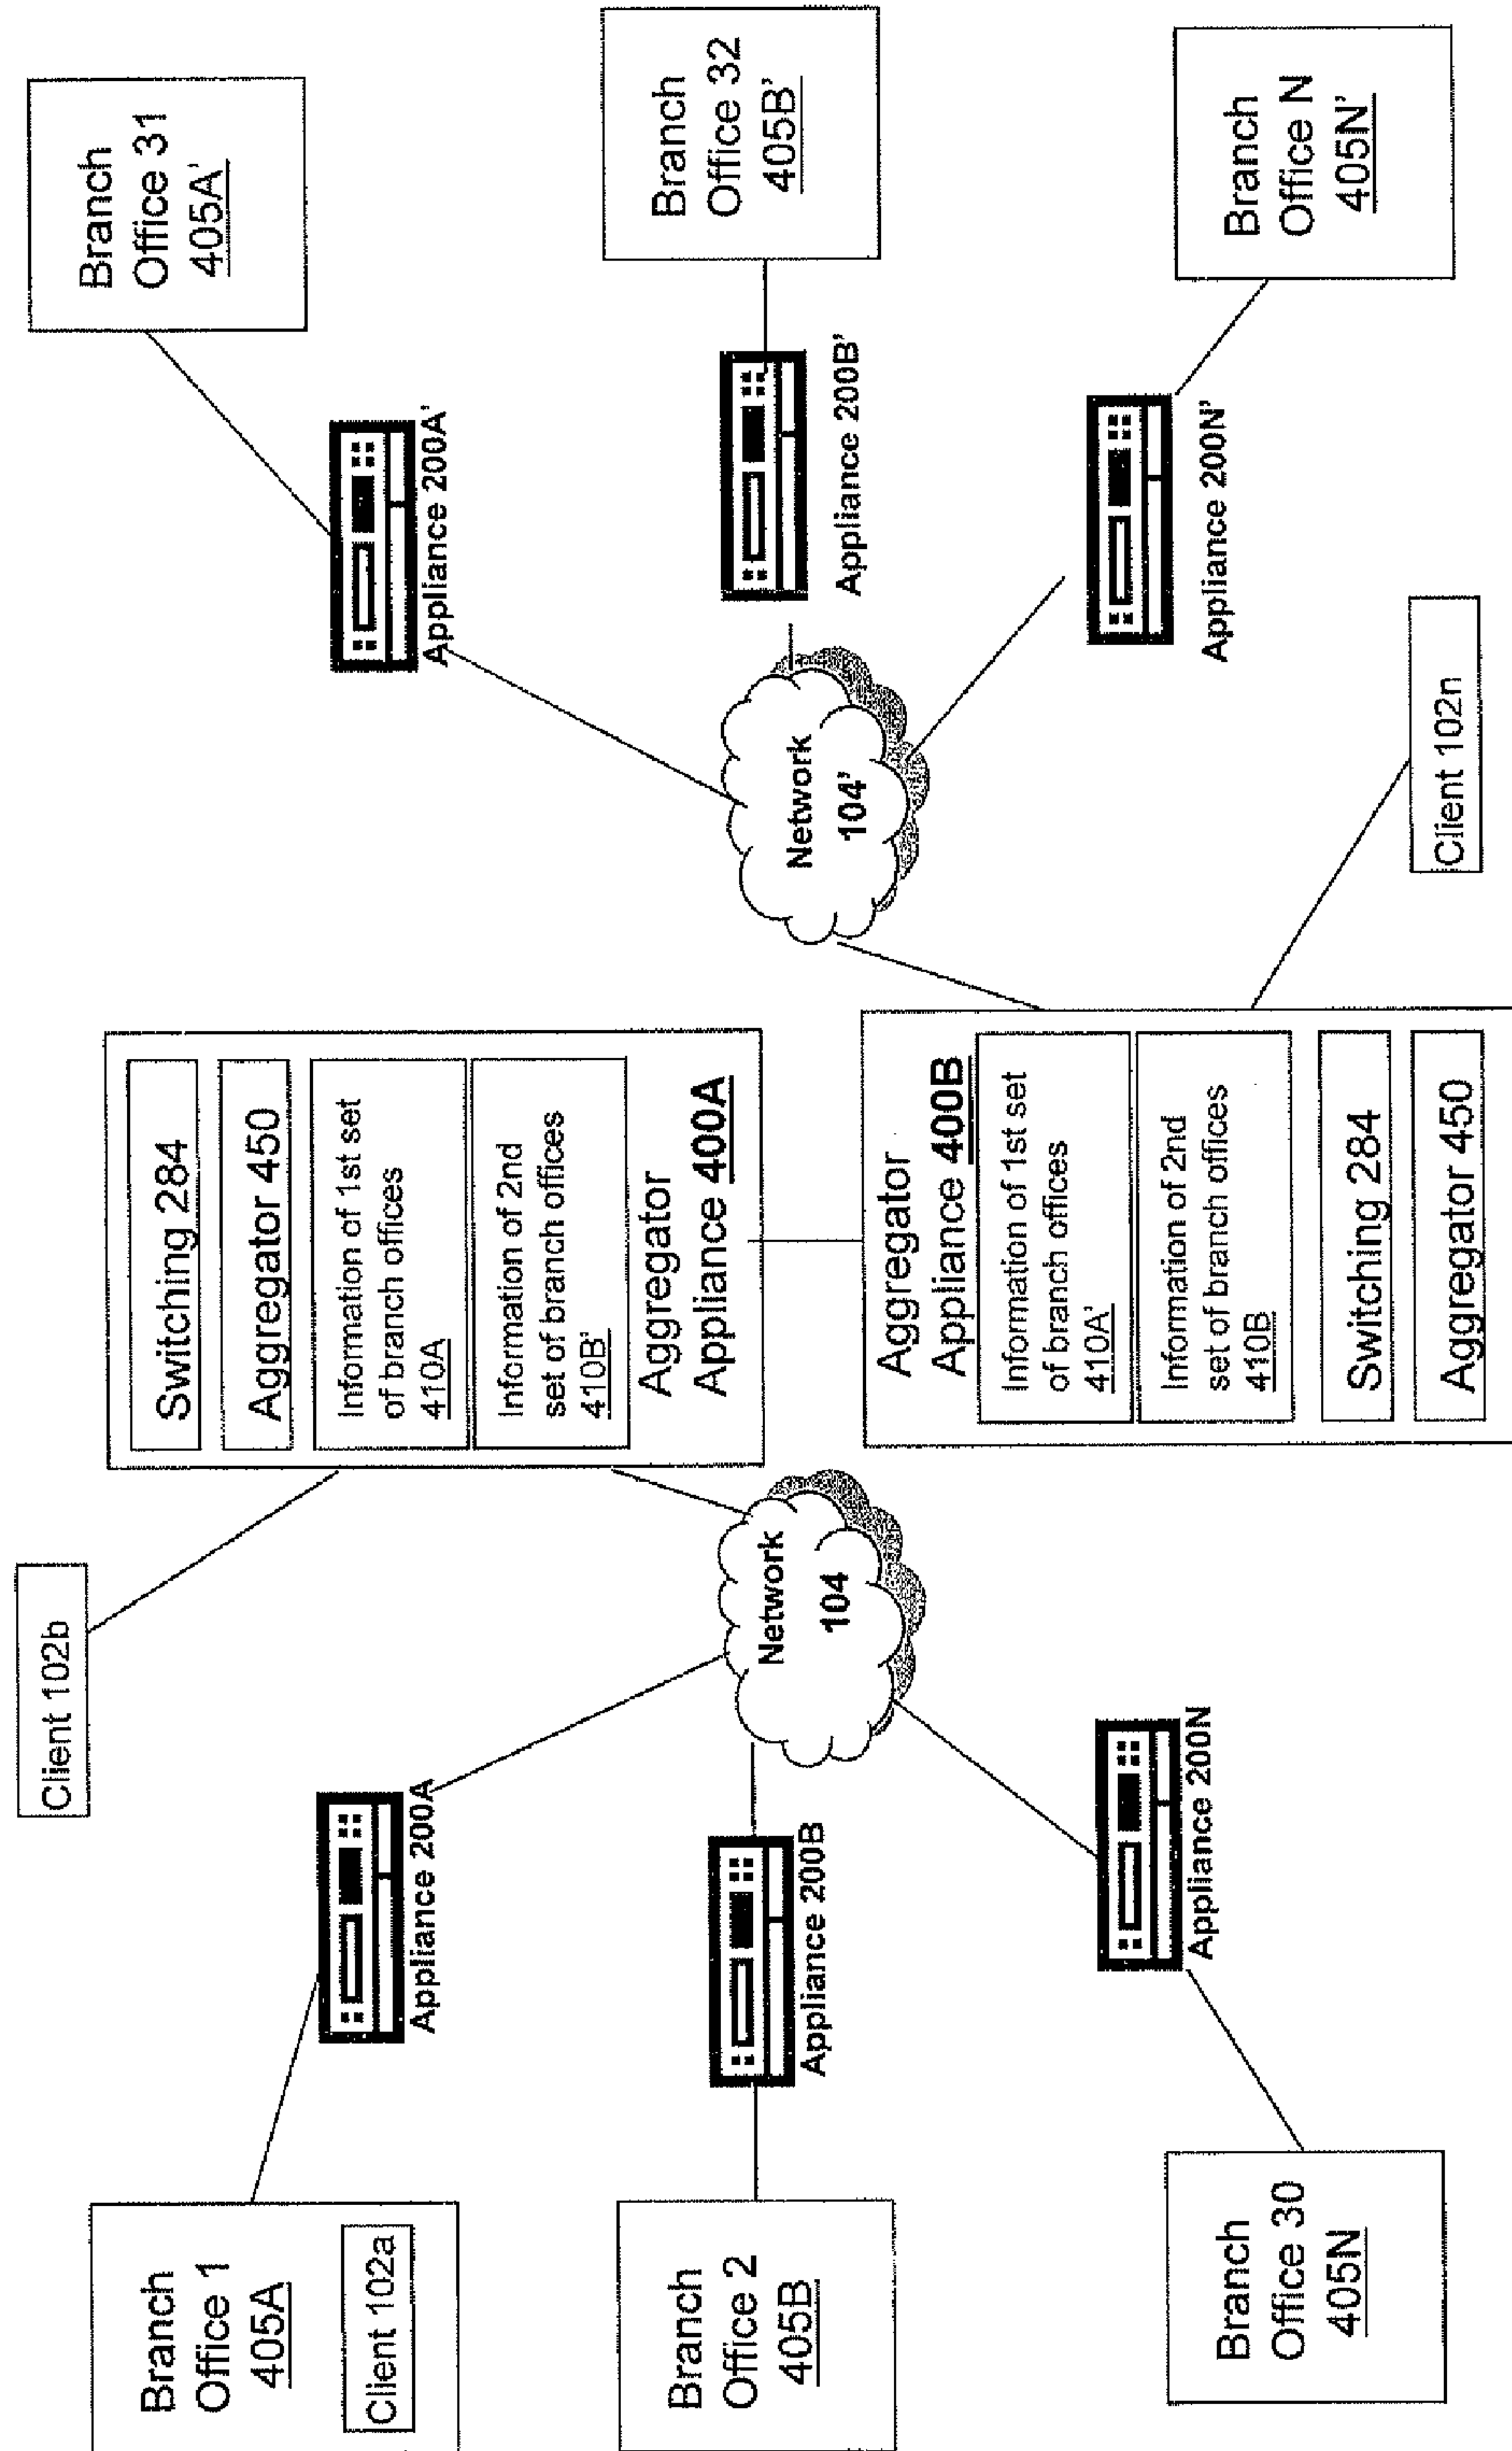 Branch
Office 1
405A
Client 102a
Branch
Office 2
405B
Branch
Office 30
405N
Appliance 200A
Appliance 200B
Appliance 200N
Client 102b
Network
104
Switching 284
Aggregator 450
Information of 1st set
of branch offices
410A
Information of 2nd
set of branch offices
410B'
Aggregator
Appliance 400A
Aggregator
Appliance 400B
Information of 1st set
of branch offices
410A'
Information of 2nd
set of branch offices
410B
Switching 284
Aggregator 450
Network
104'
Client 102n
Appliance 200A'
Appliance 200B'
Appliance 200N'
Branch
Office 31
405A'
Branch
Office 32
405B'
Branch
Office N
405N'